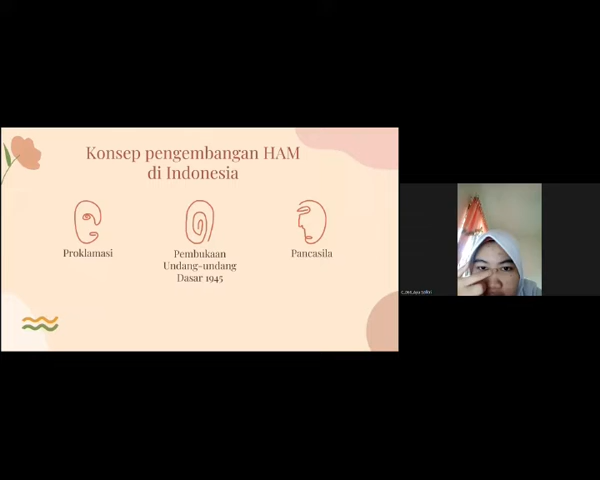 Konsep pengembangan HAM
di Indonesia
Proklamasi
Pembukaan
Undang-undang
Dasar 1945
Pancasila